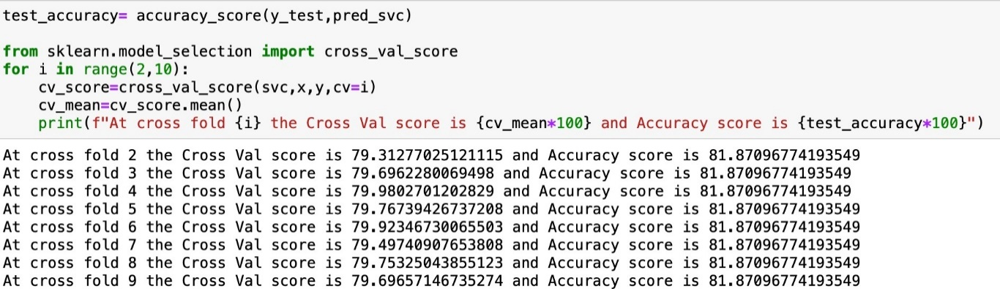 test_accuracy= accuracy_score(y_test,pred_svc)
from sklearn.model_selection import cross_val_score
for i in range(2,10):
    cv_score=cross_val_score(svc,x,y,cv=i)
    cv_mean=cv_score.mean()
    print(f"At cross fold {i} the Cross Val score is {cv_mean*100} and Accuracy score is {test_accuracy*100}")
At cross fold 2 the Cross Val score is 79.31277025121115 and Accuracy score is 81.87096774193549
At cross fold 3 the Cross Val score is 79.6962280069498 and Accuracy score is 81.87096774193549
At cross fold 4 the Cross Val score is 79.9802701202829 and Accuracy score is 81.87096774193549
At cross fold 5 the Cross Val score is 79.76739426737208 and Accuracy score is 81.87096774193549
At cross fold 6 the Cross Val score is 79.92346730065503 and Accuracy score is 81.87096774193549
At cross fold 7 the Cross Val score is 79.49740907653808 and Accuracy score is 81.87096774193549
At cross fold 8 the Cross Val score is 79.75325043855123 and Accuracy score is 81.87096774193549
At cross fold 9 the Cross Val score is 79.69657146735274 and Accuracy score is 81.87096774193549